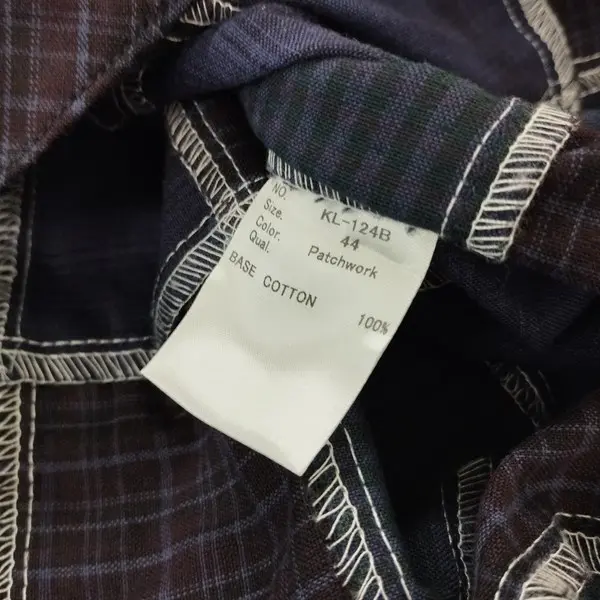 NO. KL-124B
Size. 44
Color. Patchwork
Qual.
BASE COTTON 100%